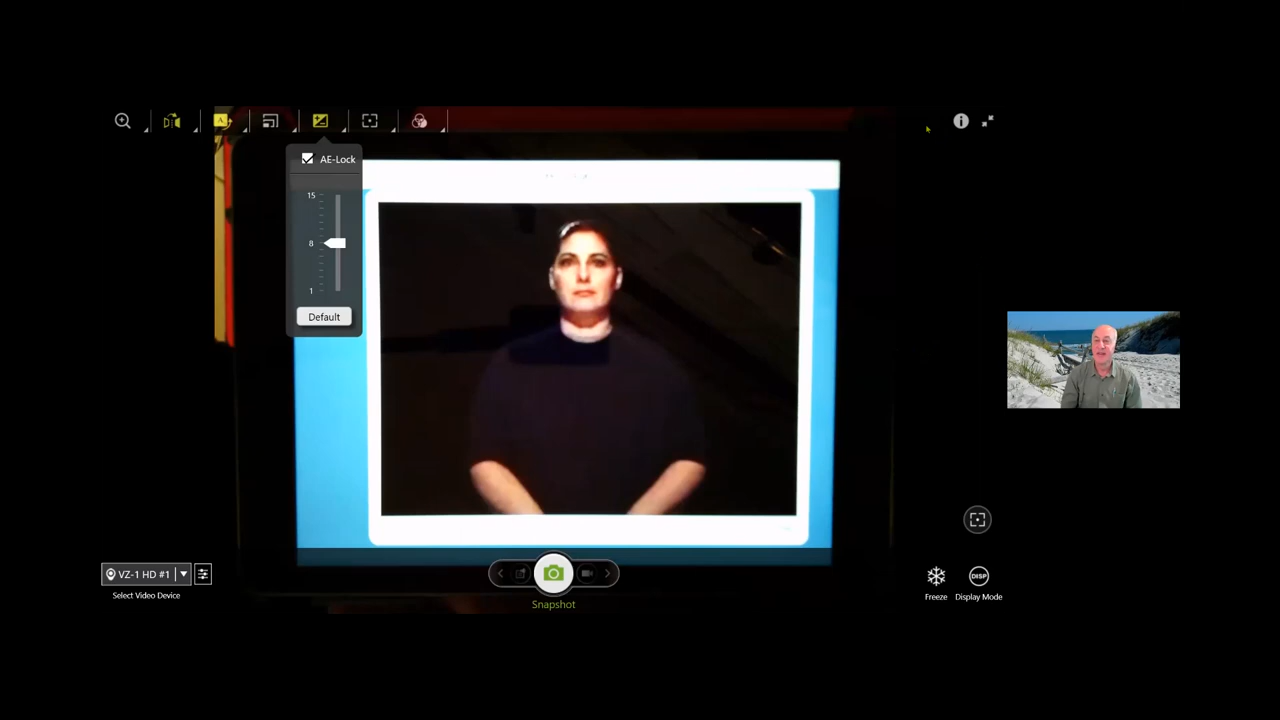 A
AE-Lock
15
8
1
Default
VZ-1 HD #1
Select Video Device
Snapshot
Freeze
DISP
Display Mode